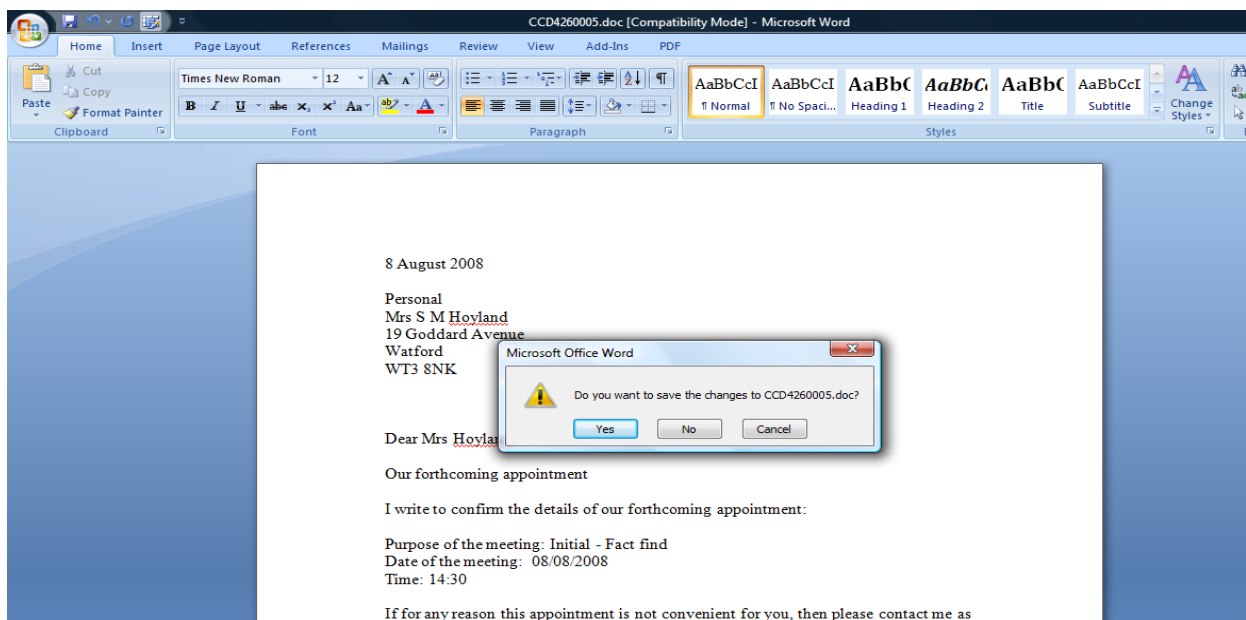 CCD4260005.doc [Compatibility Mode] - Microsoft Word
Home Insert Page Layout References Mailings Review View Add-Ins PDF
Paste
Cut
Copy
Format Painter
Clipboard
Times New Roman 12
Font
Paragraph
AaBbCcI AaBbCcI AaBbC AaBbC AaBbC AaBbCcI
¶ Normal ¶ No Spaci... Heading 1 Heading 2 Title Subtitle
Change
Styles
Styles
8 August 2008
Personal
Mrs S M Hoyland
19 Goddard Avenue
Watford
WT3 8NK
Microsoft Office Word
Do you want to save the changes to CCD4260005.doc?
Yes No Cancel
Dear Mrs Hoylan
Our forthcoming appointment
I write to confirm the details of our forthcoming appointment:
Purpose of the meeting: Initial - Fact find
Date of the meeting: 08/08/2008
Time: 14:30
If for any reason this appointment is not convenient for you, then please contact me as